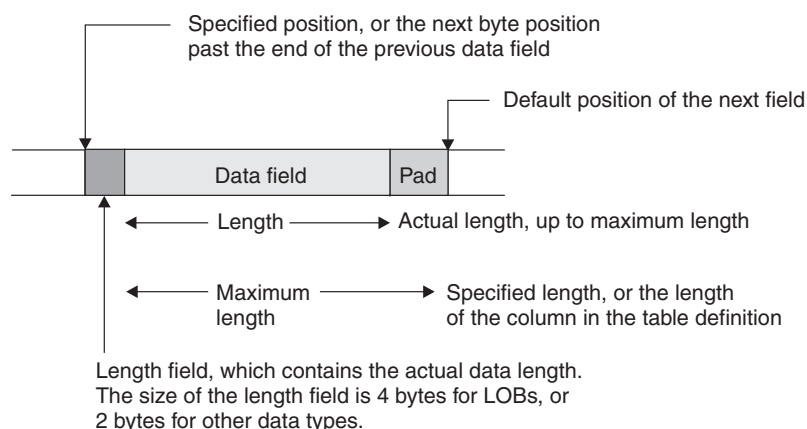 Specified position, or the next byte position
past the end of the previous data field
Default position of the next field
Data field
Pad
Length
Actual length, up to maximum length
Maximum
length
Specified length, or the length
of the column in the table definition
Length field, which contains the actual data length.
The size of the length field is 4 bytes for LOBs, or
2 bytes for other data types.